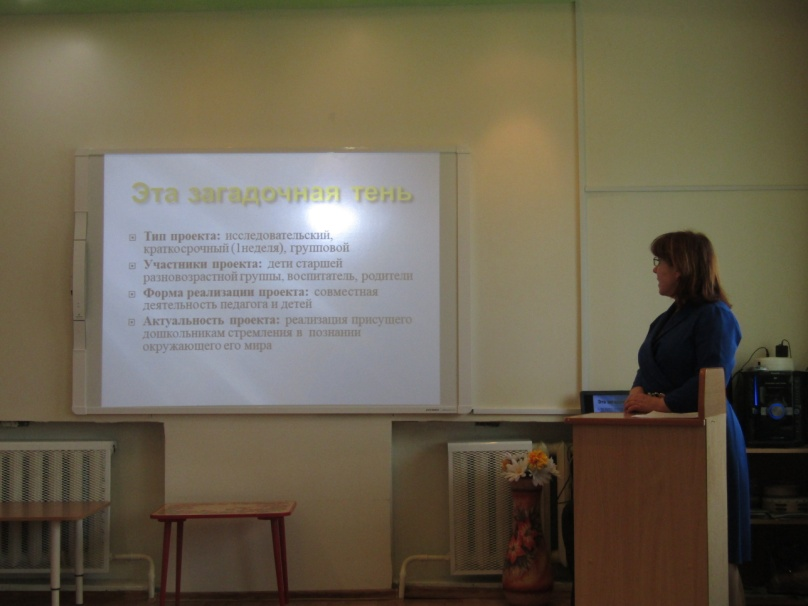 Эта загадочная тень
Тип проекта: исследовательский,
краткосрочный (1неделя), групповой
Участники проекта: дети старшей
разновозрастной группы, воспитатель, родители
Форма реализации проекта: совместная
деятельность педагога и детей
Актуальность проекта: реализация присущего
дошкольникам стремления в познании
окружающего его мира